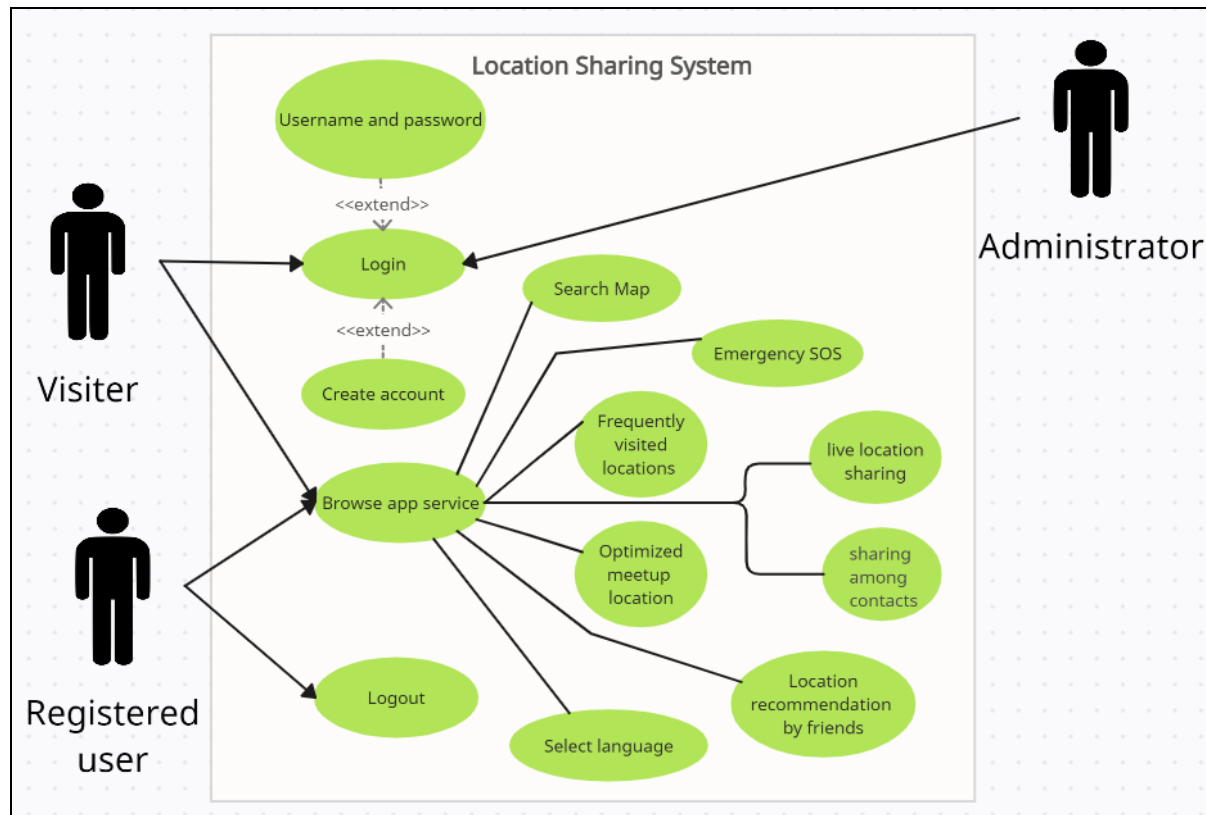 Location Sharing System
Username and password
<<extend>>
Login
Administrator
Search Map
<<extend>>
Emergency SOS
Visiter
Create account
Frequently
visited
locations
live location
sharing
Browse app service
Optimized
meetup
location
sharing
among
contacts
Registered
user
Logout
Location
recommendation
by friends
Select language